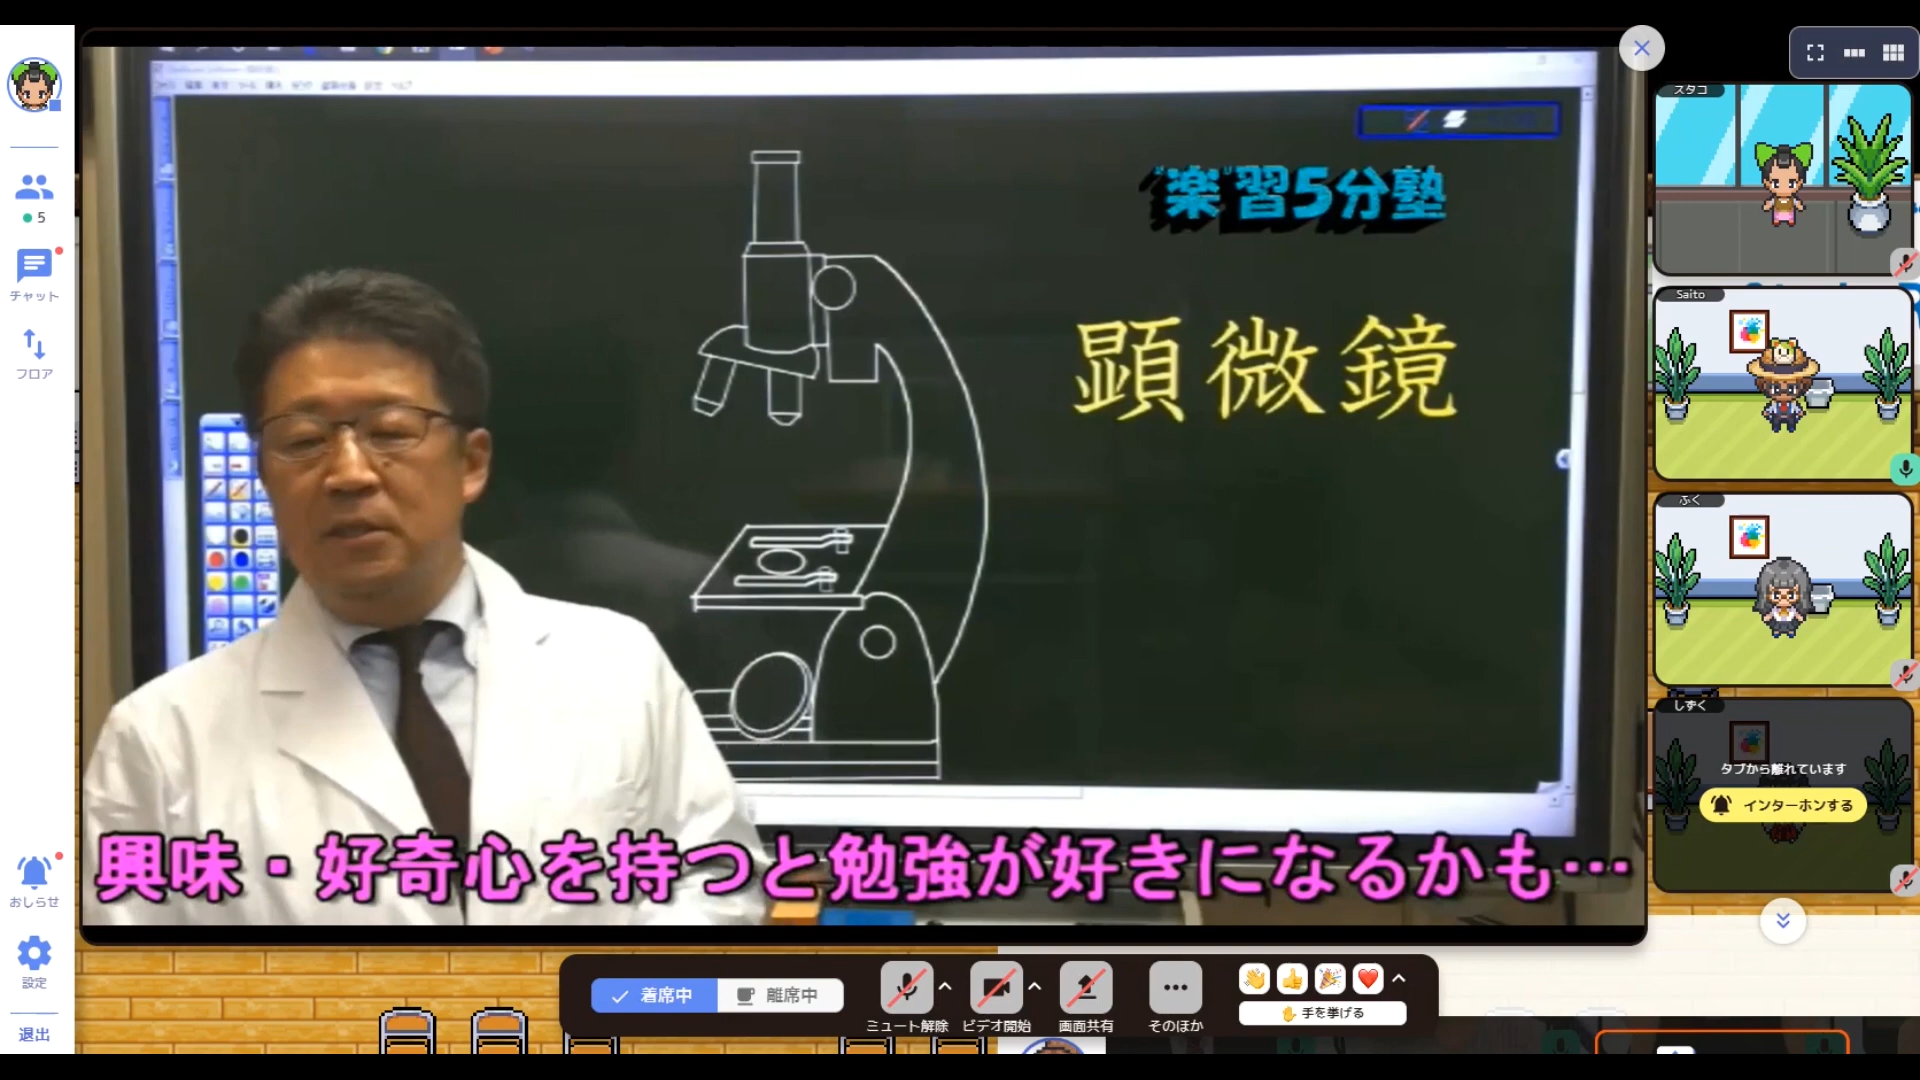 5
チャット
フロア
おしらせ
設定
退出
"楽"習5分塾
顕微鏡
興味・好奇心を持つと勉強が好きになるかも…
スタコ
Saito
ふく
しずく
タブから離れています
インターホンする
着席中
離席中
ミュート解除
ビデオ開始
画面共有
そのほか
手を挙げる